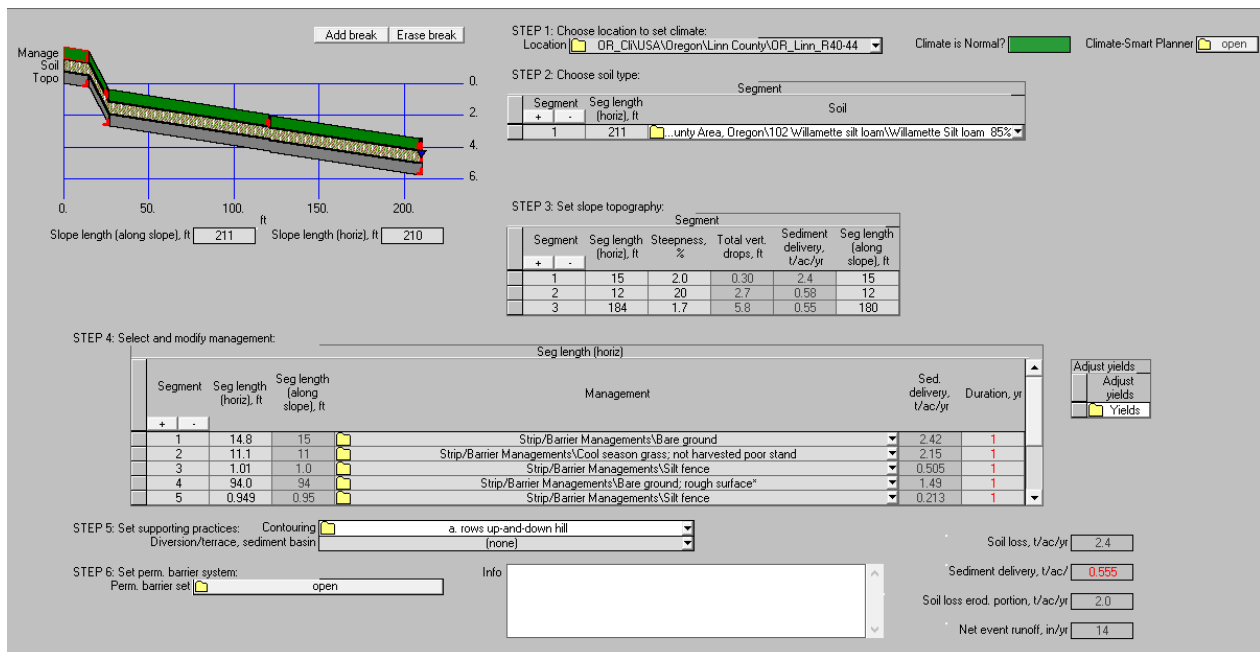 Add break Erase break
Manage
Soil
Topo
0.
2.
4.
6.
0. 50. 100. 150. 200.
ft
Slope length (along slope), ft 211 Slope length (horiz), ft 210
STEP 1: Choose location to set climate:
Location OR_Cli\USA\Oregon\Linn County\OR_Linn_R40-44 Climate is Normal? Climate-Smart Planner open
STEP 2: Choose soil type:
Segment
Segment Seg length (horiz), ft Soil
+ -
1 211 ...unty Area, Oregon\102 Willamette silt loam\Willamette Silt loam 85%
STEP 3: Set slope topography:
Segment
Segment Seg length (horiz), ft Steepness, % Total vert. drops, ft Sediment delivery, t/ac/yr Seg length (along slope), ft
+ -
1 15 2.0 0.30 2.4 15
2 12 20 2.7 0.58 12
3 184 1.7 5.8 0.55 180
STEP 4: Select and modify management:
Seg length (horiz)
Segment Seg length (horiz), ft Seg length (along slope), ft Management Sed. delivery, t/ac/yr Duration, yr
+ -
1 14.8 15 Strip/Barrier Managements\Bare ground 2.42 1
2 11.1 11 Strip/Barrier Managements\Cool season grass; not harvested poor stand 2.15 1
3 1.01 1.0 Strip/Barrier Managements\Silt fence 0.505 1
4 94.0 94 Strip/Barrier Managements\Bare ground; rough surface* 1.49 1
5 0.949 0.95 Strip/Barrier Managements\Silt fence 0.213 1
Adjust yields
Adjust yields
Yields
STEP 5: Set supporting practices: Contouring a. rows up-and-down hill
Diversion/terrace, sediment basin (none)
STEP 6: Set perm. barrier system:
Perm. barrier set open
Info
Soil loss, t/ac/yr 2.4
Sediment delivery, t/ac/ 0.555
Soil loss erod. portion, t/ac/yr 2.0
Net event runoff, in/yr 14